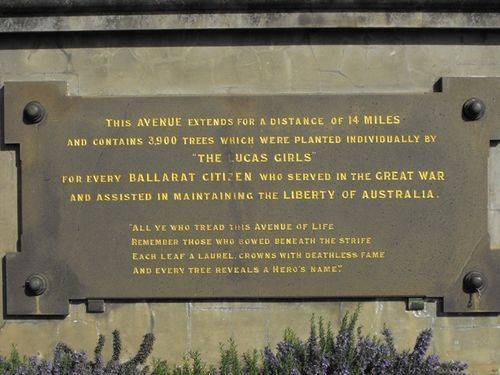 THIS AVENUE EXTENDS FOR A DISTANCE OF 14 MILES
AND CONTAINS 3,900 TREES WHICH WERE PLANTED INDIVIDUALLY BY
"THE LUCAS GIRLS"
FOR EVERY BALLARAT CITIZEN WHO SERVED IN THE GREAT WAR
AND ASSISTED IN MAINTAINING THE LIBERTY OF AUSTRALIA.
"ALL YE WHO TREAD THIS AVENUE OF LIFE
REMEMBER THOSE WHO BOWED BENEATH THE STRIFE
EACH LEAF A LAUREL, CROWNS WITH DEATHLESS FAME
AND EVERY TREE REVEALS A HERO'S NAME".